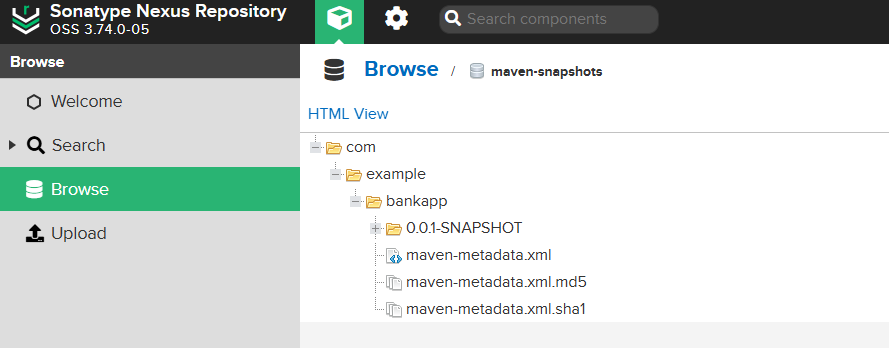 Sonatype Nexus Repository
OSS 3.74.0-05
Search components
Browse
Welcome
Search
Browse
Upload
Browse / maven-snapshots
HTML View
com
example
bankapp
0.0.1-SNAPSHOT
maven-metadata.xml
maven-metadata.xml.md5
maven-metadata.xml.sha1